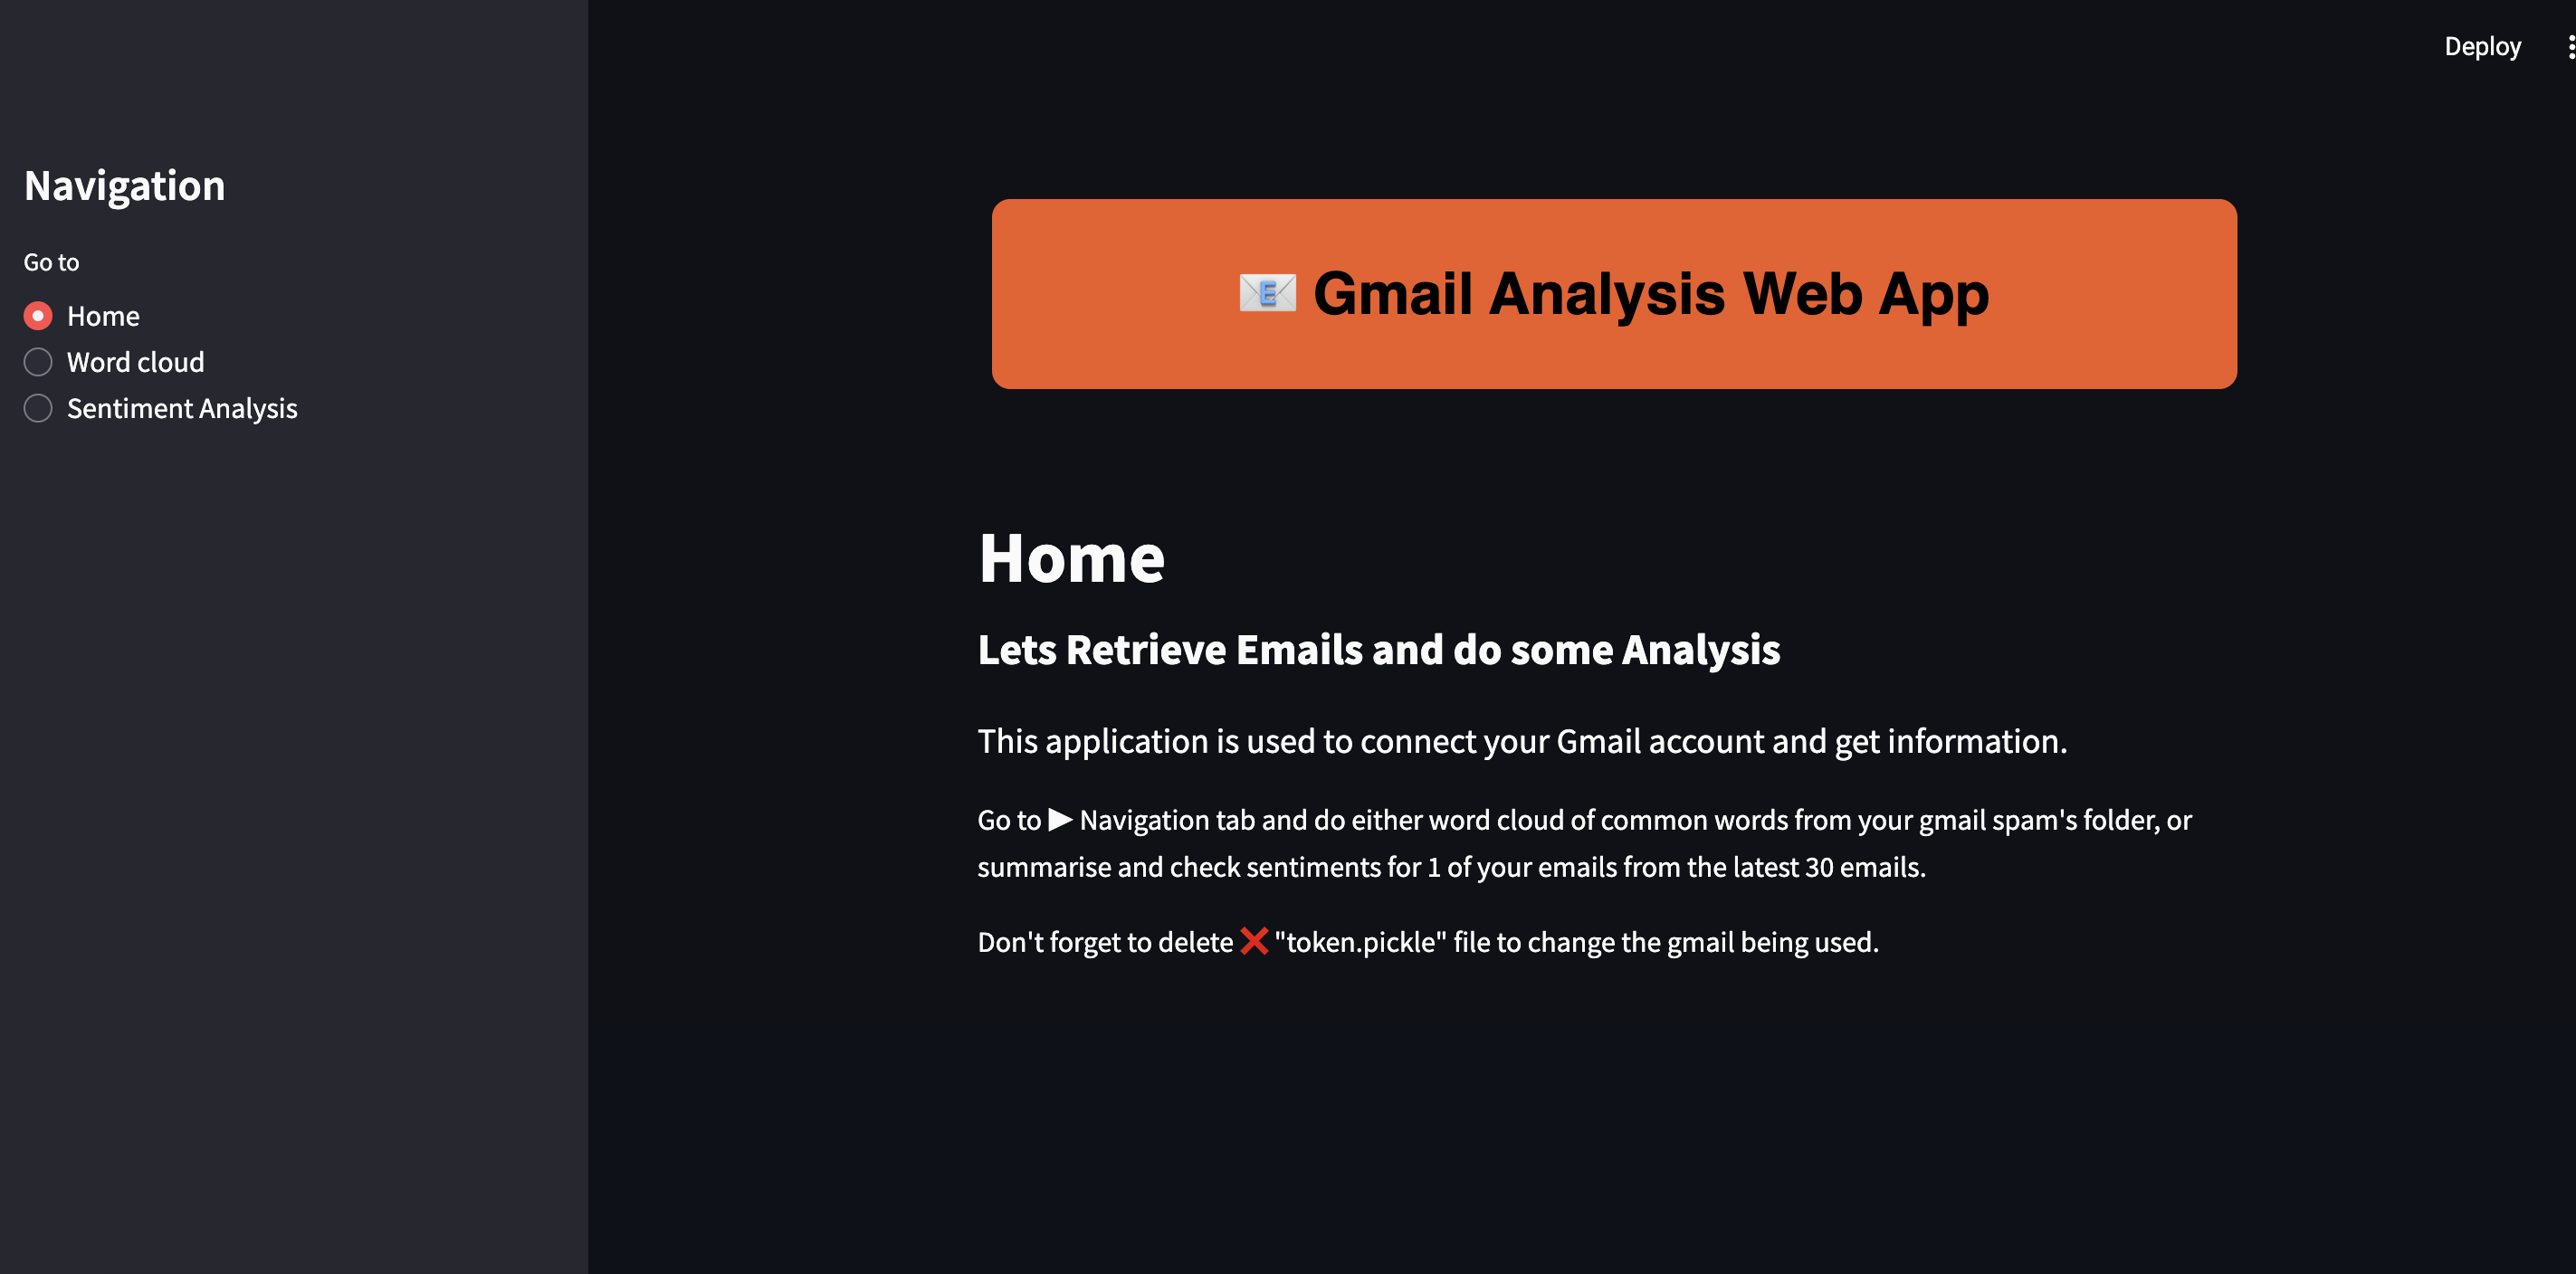 Deploy
Navigation
Go to
Home
Word cloud
Sentiment Analysis
📧 Gmail Analysis Web App
Home
Lets Retrieve Emails and do some Analysis
This application is used to connect your Gmail account and get information.
Go to ▶ Navigation tab and do either word cloud of common words from your gmail spam's folder, or
summarise and check sentiments for 1 of your emails from the latest 30 emails.
Don't forget to delete ❌ "token.pickle" file to change the gmail being used.